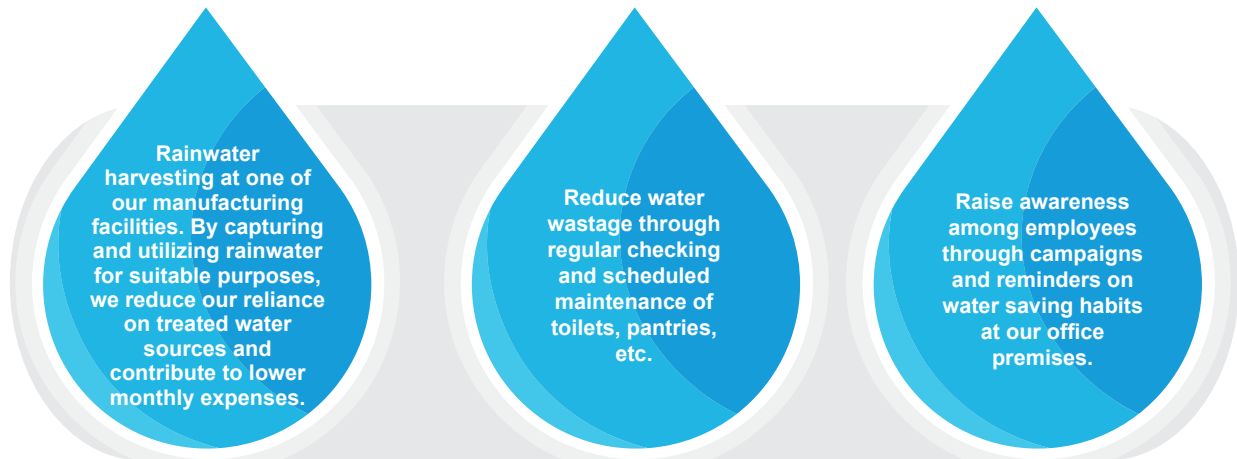 Rainwater
harvesting at one of
our manufacturing
facilities. By capturing
and utilizing rainwater
for suitable purposes,
we reduce our reliance
on treated water
sources and
contribute to lower
monthly expenses.
Reduce water
wastage through
regular checking
and scheduled
maintenance of
toilets, pantries,
etc.
Raise awareness
among employees
through campaigns
and reminders on
water saving habits
at our office
premises.